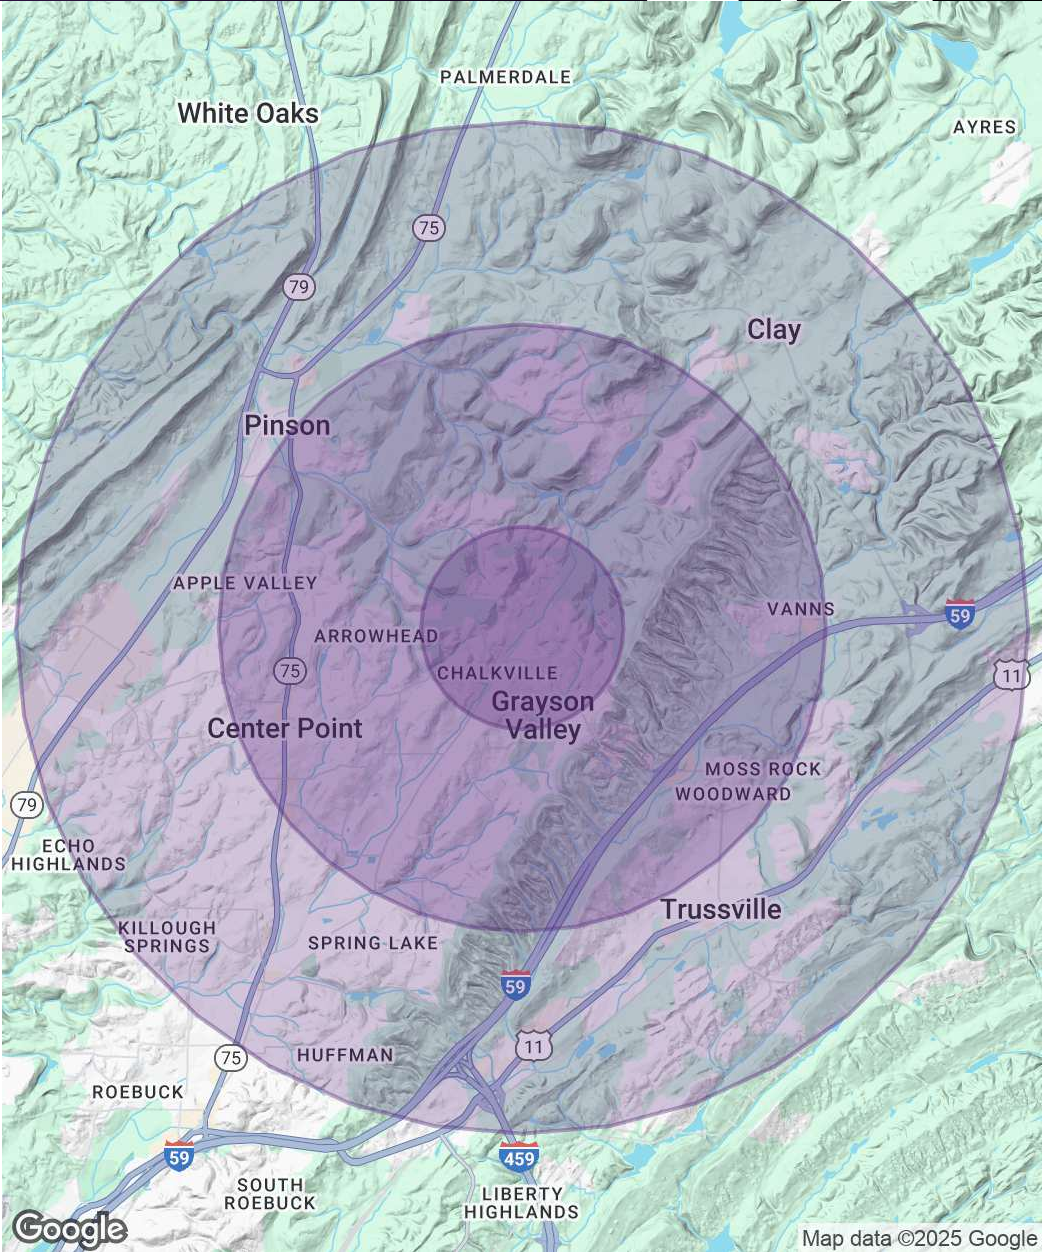 PALMERDALE
White Oaks
AYRES
75
79
Clay
Pinson
APPLE VALLEY
VANNS
59
ARROWHEAD
75
CHALKVILLE
11
Grayson
Valley
Center Point
MOSS ROCK
WOODWARD
79
ECHO
HIGHLANDS
Trussville
KILLOUGH
SPRINGS
SPRING LAKE
59
11
HUFFMAN
75
ROEBUCK
59
459
SOUTH
ROEBUCK
LIBERTY
HIGHLANDS
Google
Map data ©2025 Google